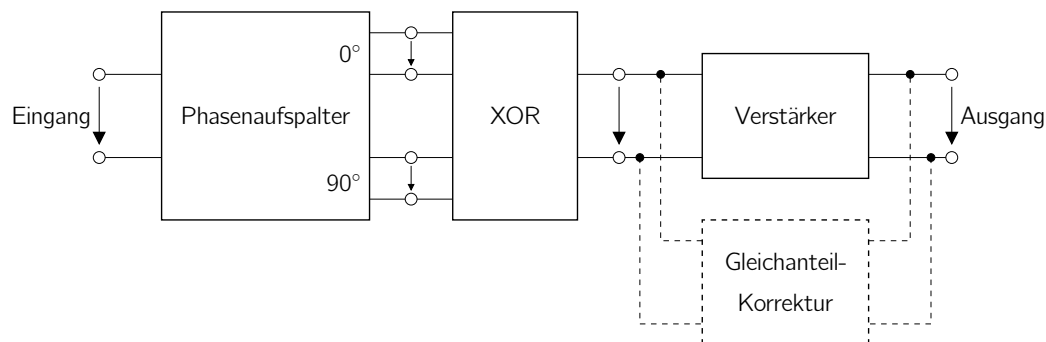 0°
Eingang
Phasenaufspalter
XOR
Verstärker
Ausgang
90°
Gleichanteil-
Korrektur